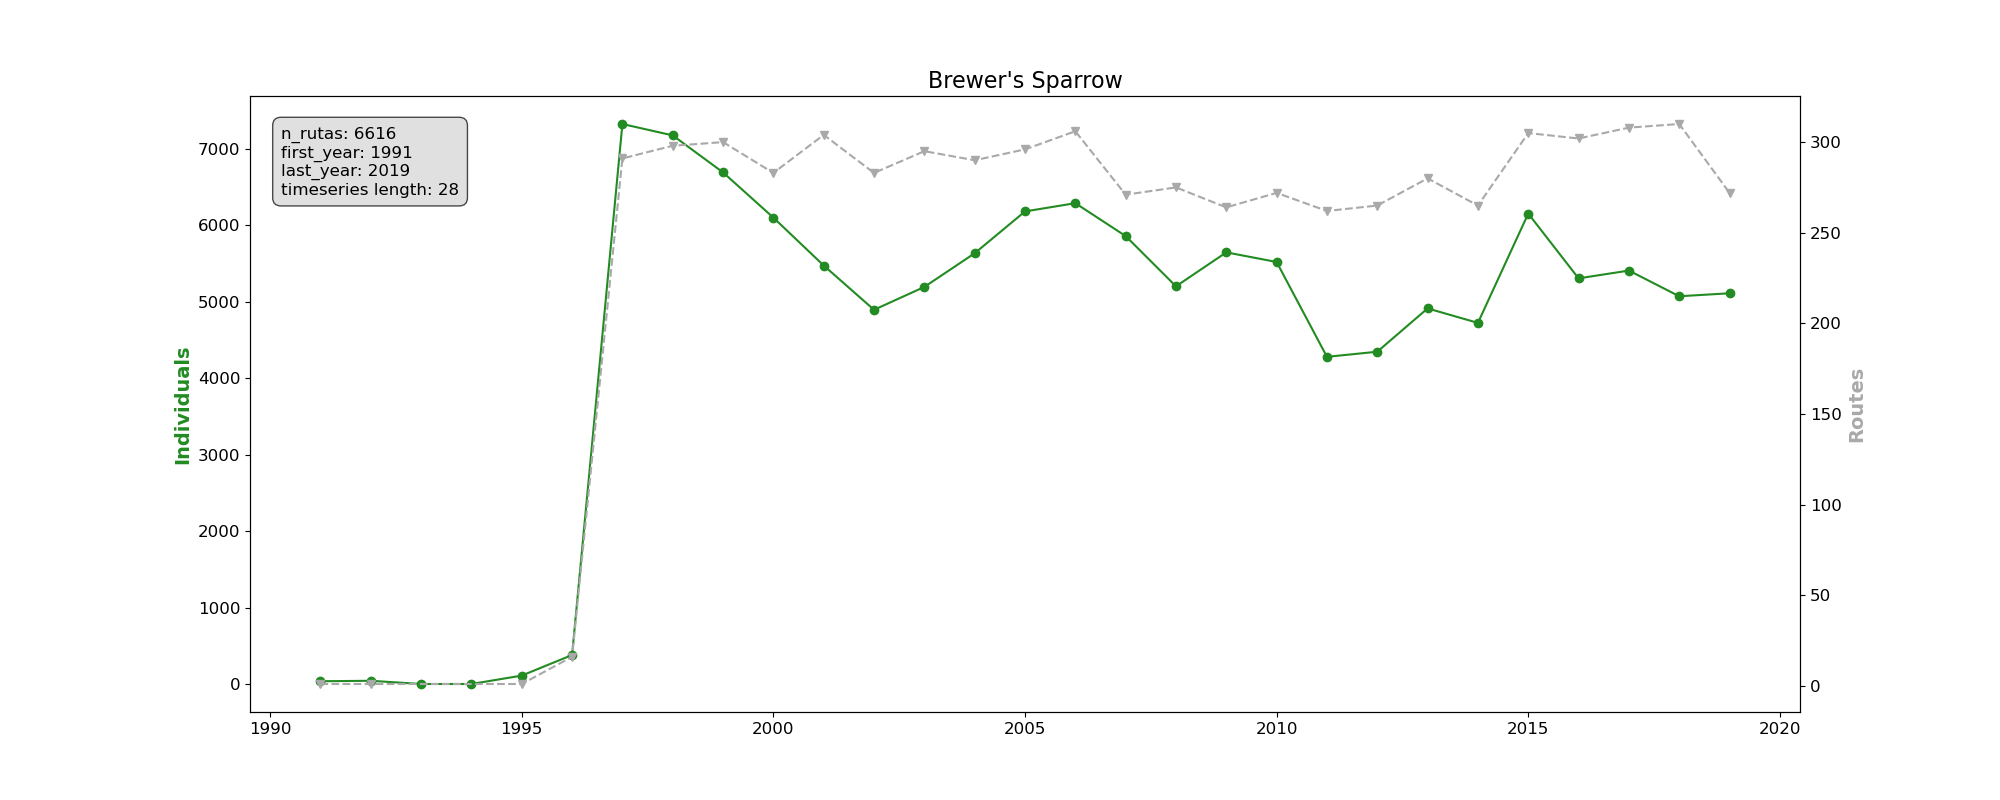 Brewer's Sparrow
n_rutas: 6616
first_year: 1991
last_year: 2019
timeseries length: 28
Individuals
7000
6000
5000
4000
3000
2000
1000
0
300
250
200
150
100
50
0
Routes
1990 1995 2000 2005 2010 2015 2020